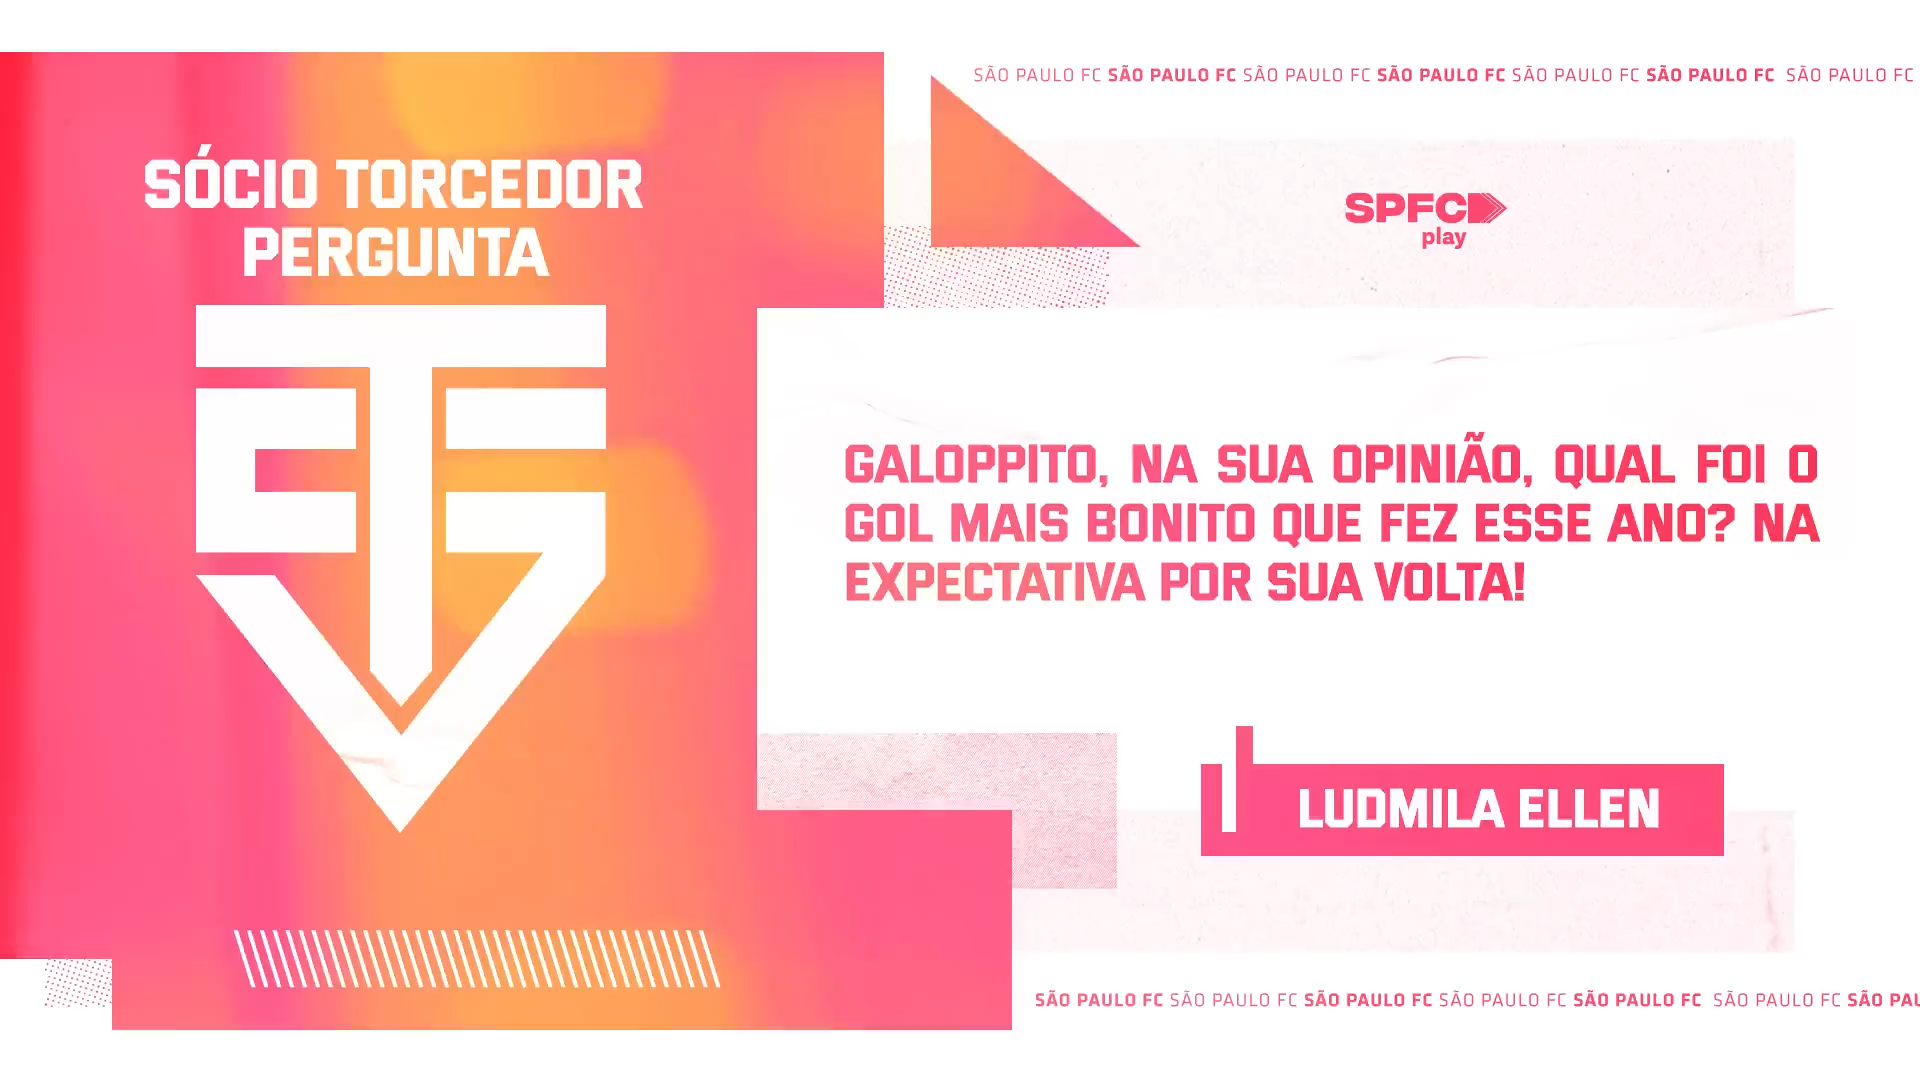 SÃO PAULO FC SÃO PAULO FC SÃO PAULO FC SÃO PAULO FC SÃO PAULO FC SÃO PAULO FC SÃO PAULO FC
SÓCIO TORCEDOR
PERGUNTA
SPFC
play
GALOPPITO, NA SUA OPINIÃO, QUAL FOI O
GOL MAIS BONITO QUE FEZ ESSE ANO? NA
EXPECTATIVA POR SUA VOLTA!
LUDMILA ELLEN
SÃO PAULO FC SÃO PAULO FC SÃO PAULO FC SÃO PAULO FC SÃO PAULO FC SÃO PAULO FC SÃO PAU